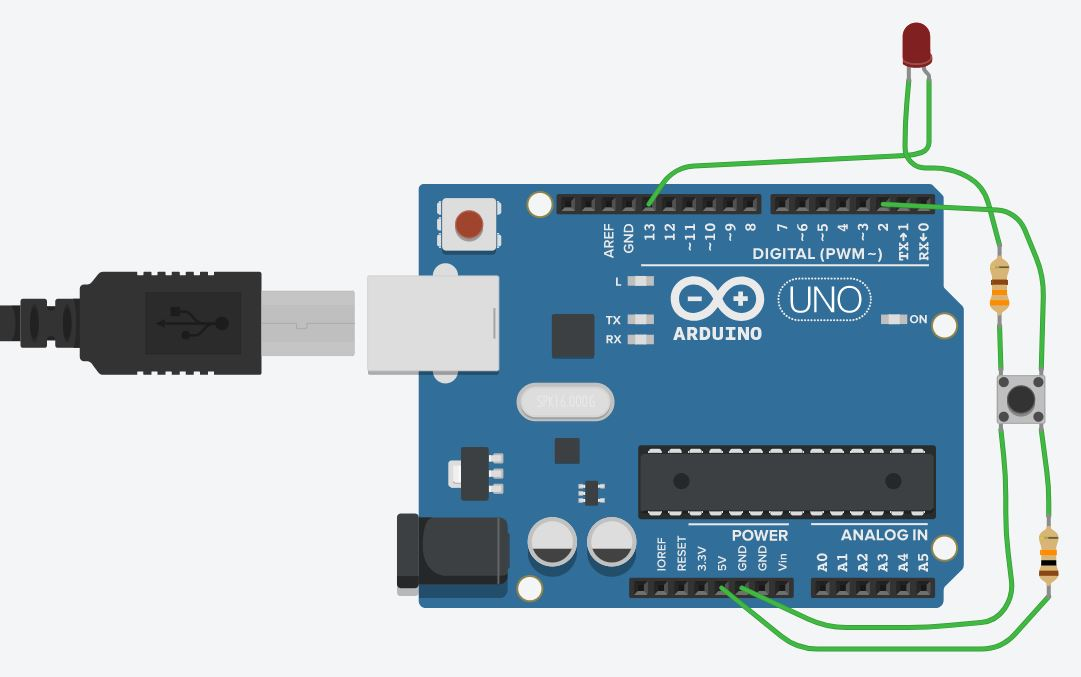 AREF
GND
13
12
~11
~10
~9
8
7
~6
~5
4
~3
2
TX→1
RX←0
DIGITAL (PWM~)
L
TX
RX
UNO
ARDUINO
ON
SPK16.000G
POWER
ANALOG IN
IOREF
RESET
3.3V
5V
GND
GND
Vin
A0
A1
A2
A3
A4
A5